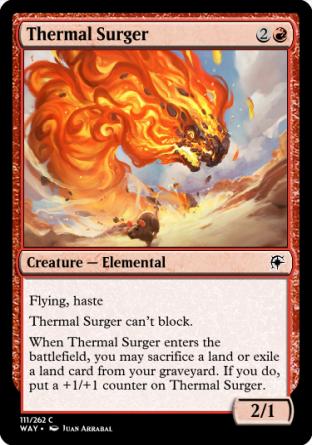 Thermal Surger 2
Creature — Elemental
Flying, haste
Thermal Surger can't block.
When Thermal Surger enters the
battlefield, you may sacrifice a land or exile
a land card from your graveyard. If you do,
put a +1/+1 counter on Thermal Surger.
2/1
111/262 C
WAY • Juan Arrabal